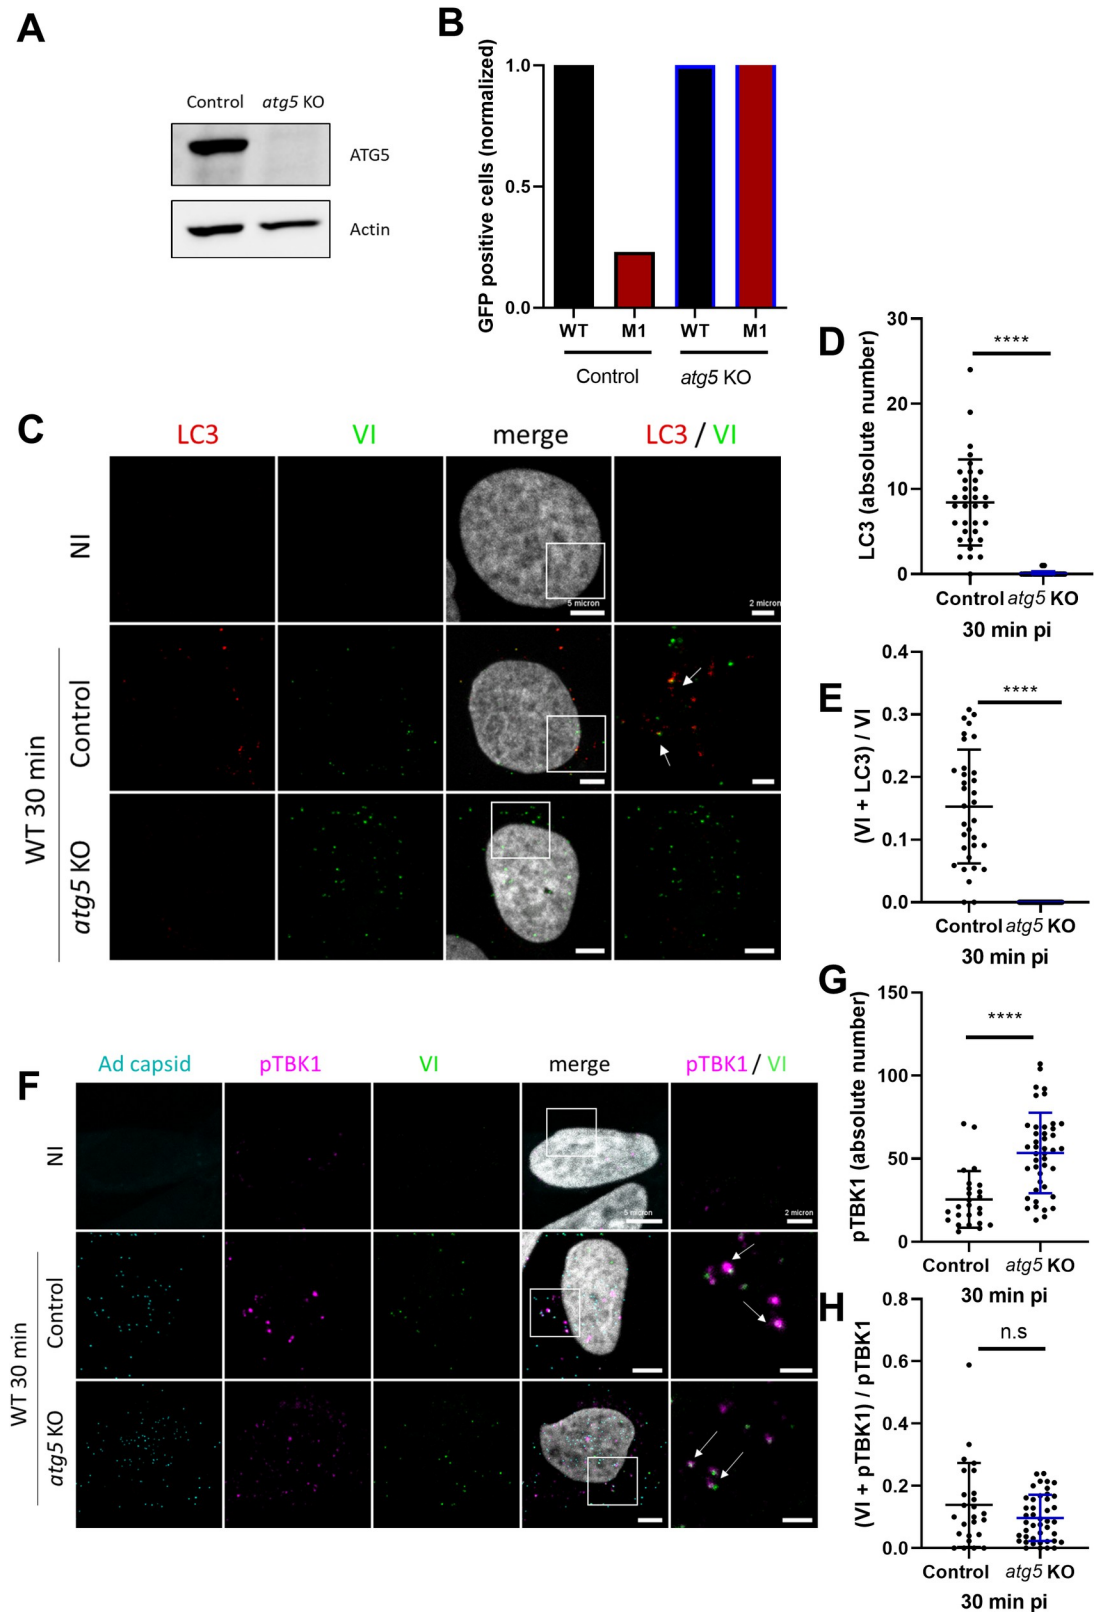 A
Control atg5 KO
ATG5
Actin
B
GFP positive cells (normalized)
1.0
0.5
0.0
WT M1 WT M1
Control atg5 KO
C
LC3 VI merge LC3 / VI
NI
5 micron
2 micron
WT 30 min
Control
atg5 KO
D
LC3 (absolute number)
30
20
10
0
****
Control atg5 KO
30 min pi
E
(VI + LC3) / VI
0.4
0.3
0.2
0.1
0.0
****
Control atg5 KO
30 min pi
F
Ad capsid pTBK1 VI merge pTBK1 / VI
NI
5 micron
2 micron
WT 30 min
Control
atg5 KO
G
pTBK1 (absolute number)
150
100
50
0
****
Control atg5 KO
30 min pi
H
(VI + pTBK1) / pTBK1
0.8
0.6
0.4
0.2
0.0
n.s
Control atg5 KO
30 min pi